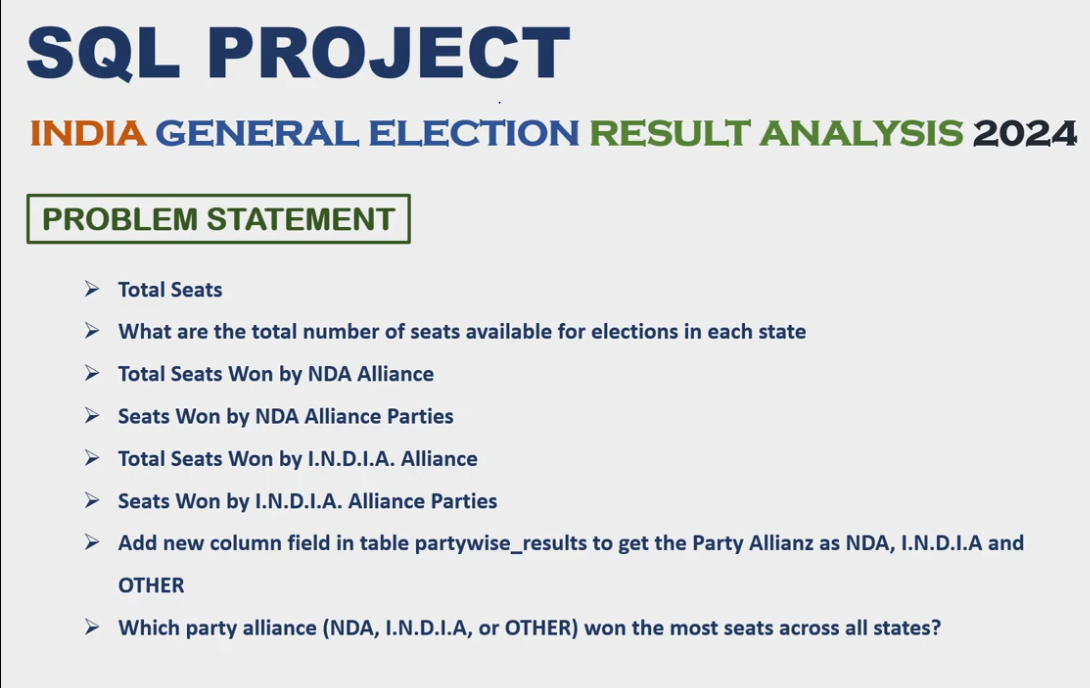 SQL PROJECT
INDIA GENERAL ELECTION RESULT ANALYSIS 2024
PROBLEM STATEMENT
➢ Total Seats
➢ What are the total number of seats available for elections in each state
➢ Total Seats Won by NDA Alliance
➢ Seats Won by NDA Alliance Parties
➢ Total Seats Won by I.N.D.I.A. Alliance
➢ Seats Won by I.N.D.I.A. Alliance Parties
➢ Add new column field in table partywise_results to get the Party Allianz as NDA, I.N.D.I.A and
OTHER
➢ Which party alliance (NDA, I.N.D.I.A, or OTHER) won the most seats across all states?